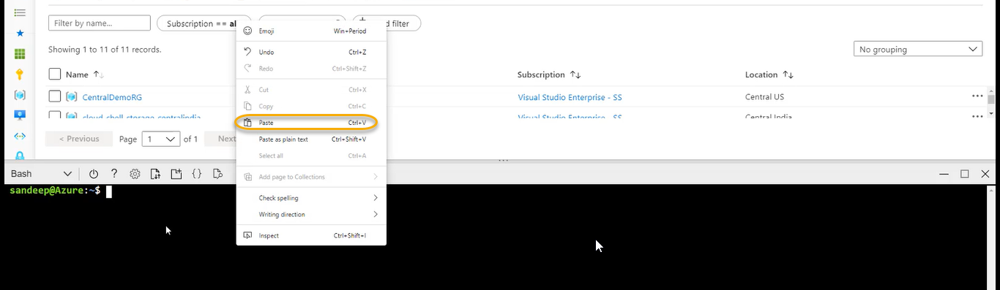 Filter by name...
Subscription == al
d filter
Showing 1 to 11 of 11 records.
No grouping
Name ↑↓
Subscription ↑↓
Location ↑↓
CentralDemoRG
Visual Studio Enterprise - SS
Central US
cloud-shell-storage-centralindia
Visual Studio Enterprise - SS
Central India
< Previous
Page
1
of 1
Next
Emoji Win+Period
Undo Ctrl+Z
Redo Ctrl+Shift+Z
Cut Ctrl+X
Copy Ctrl+C
Paste Ctrl+V
Paste as plain text Ctrl+Shift+V
Select all Ctrl+A
Add page to Collections
Check spelling
Writing direction
Inspect Ctrl+Shift+I
Bash
sandeep@Azure:~$